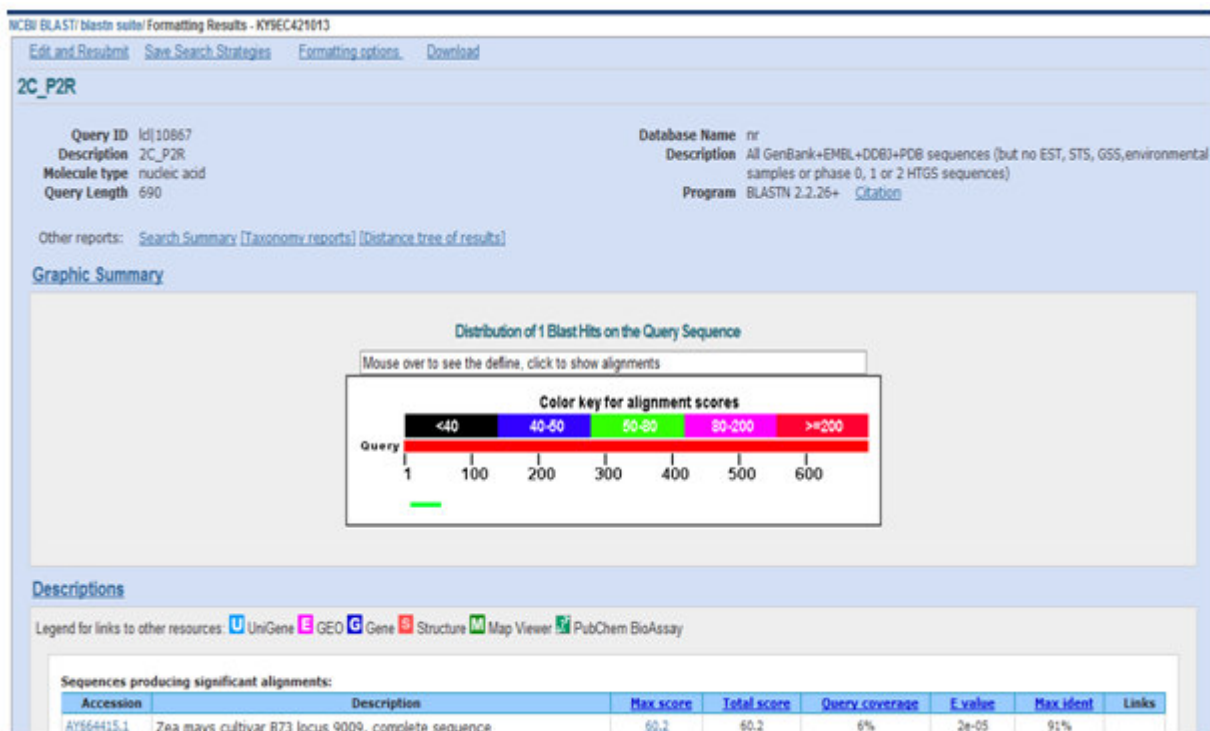 NCBI/ BLAST/ blastn suite/ Formatting Results - KY9EC421013
Edit and Resubmit Save Search Strategies Formatting options Download
2C_P2R
Query ID lcl|10867
Description 2C_P2R
Molecule type nucleic acid
Query Length 690
Database Name nr
Description All GenBank+EMBL+DDBJ+PDB sequences (but no EST, STS, GSS,environmental
samples or phase 0, 1 or 2 HTGS sequences)
Program BLASTN 2.2.26+ Citation
Other reports: Search Summary [Taxonomy reports] [Distance tree of results]
Graphic Summary
Distribution of 1 Blast Hits on the Query Sequence
Mouse over to see the define, click to show alignments
Color key for alignment scores
<40 40-50 50-80 80-200 >=200
Query
1 100 200 300 400 500 600
Descriptions
Legend for links to other resources: U UniGene E GEO G Gene S Structure M Map Viewer PubChem BioAssay
Sequences producing significant alignments:
Accession Description Max score Total score Query coverage E value Max ident Links
AY664415.1 Zea mays cultivar B73 locus 9009, complete sequence 60.2 60.2 6% 2e-05 91%